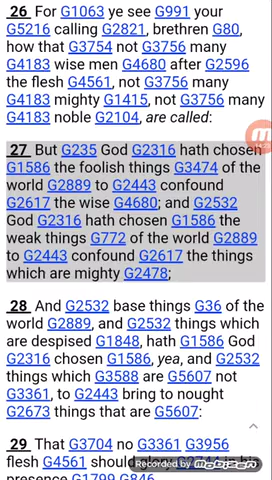 26 For G1063 ye see G991 your
G5216 calling G2821, brethren G80,
how that G3754 not G3756 many
G4183 wise men G4680 after G2596
the flesh G4561, not G3756 many
G4183 mighty G1415, not G3756 many
G4183 noble G2104, are called:
27 But G235 God G2316 hath chosen
G1586 the foolish things G3474 of the
world G2889 to G2443 confound
G2617 the wise G4680; and G2532
God G2316 hath chosen G1586 the
weak things G772 of the world G2889
to G2443 confound G2617 the things
which are mighty G2478;
28 And G2532 base things G36 of the
world G2889, and G2532 things which
are despised G1848, hath G1586 God
G2316 chosen G1586, yea, and G2532
things which G3588 are G5607 not
G3361, to G2443 bring to nought
G2673 things that are G5607:
29 That G3704 no G3361 G3956
flesh G4561 should
presence G1799 G846
Recorded by mobizen